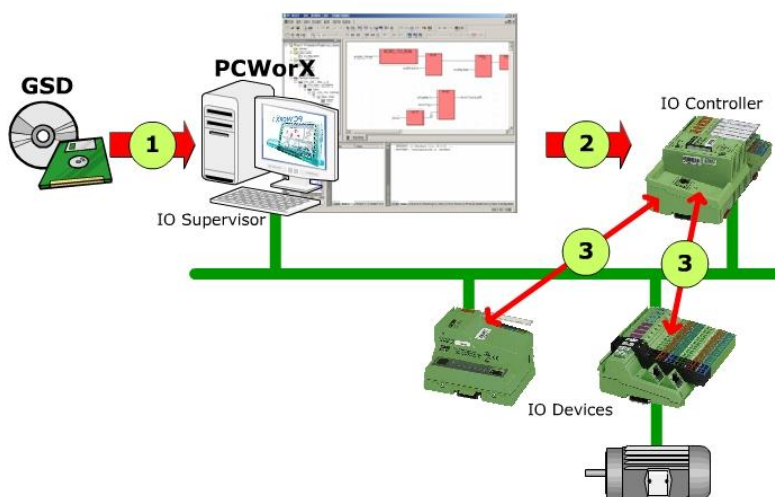 GSD
PCWorX
1
2
IO Controller
IO Supervisor
3
3
IO Devices